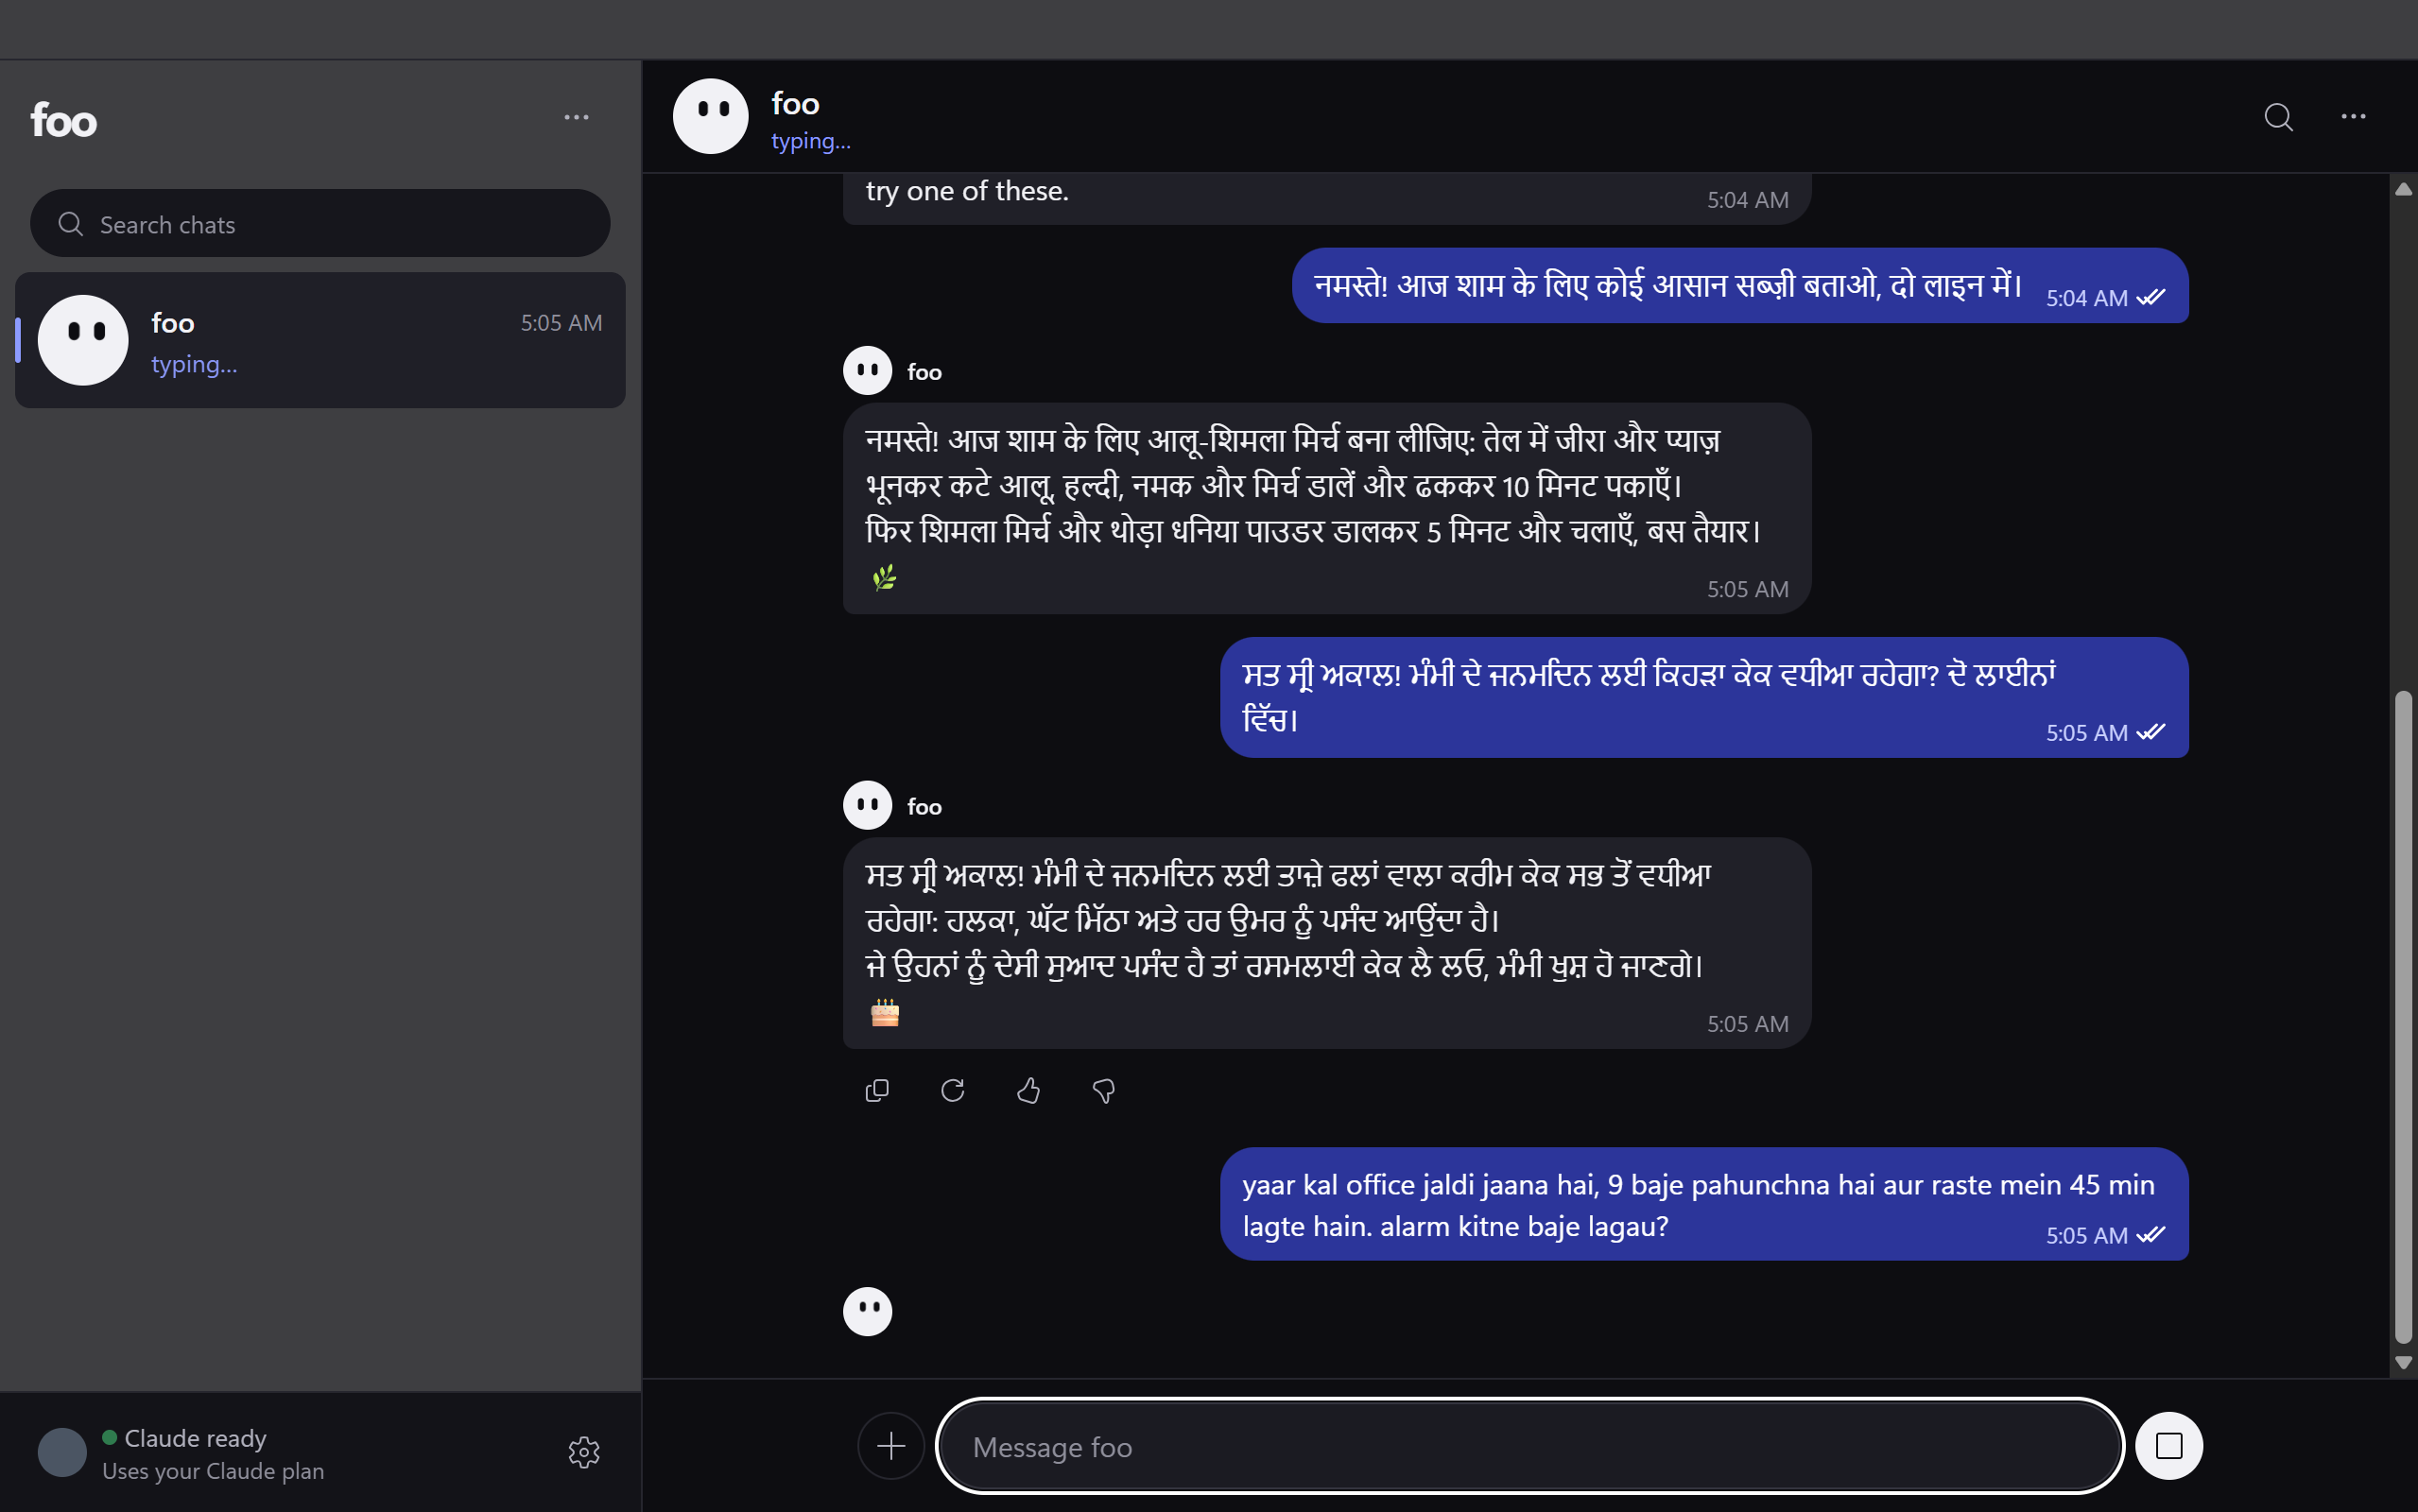 foo
Search chats
foo
5:05 AM
typing...
Claude ready
Uses your Claude plan
foo
typing...
try one of these.
5:04 AM
नमस्ते! आज शाम के लिए कोई आसान सब्ज़ी बताओ, दो लाइन में।
5:04 AM
foo
नमस्ते! आज शाम के लिए आलू-शिमला मिर्च बना लीजिए: तेल में जीरा और प्याज़
भूनकर कटे आलू, हल्दी, नमक और मिर्च डालें और ढककर 10 मिनट पकाएँ।
फिर शिमला मिर्च और थोड़ा धनिया पाउडर डालकर 5 मिनट और चलाएँ, बस तैयार।
🌿
5:05 AM
ਸਤ ਸ੍ਰੀ ਅਕਾਲ! ਮੰਮੀ ਦੇ ਜਨਮਦਿਨ ਲਈ ਕਿਹੜਾ ਕੇਕ ਵਧੀਆ ਰਹੇਗਾ? ਦੋ ਲਾਈਨਾਂ
ਵਿੱਚ।
5:05 AM
foo
ਸਤ ਸ੍ਰੀ ਅਕਾਲ! ਮੰਮੀ ਦੇ ਜਨਮਦਿਨ ਲਈ ਤਾਜ਼ੇ ਫਲਾਂ ਵਾਲਾ ਕਰੀਮ ਕੇਕ ਸਭ ਤੋਂ ਵਧੀਆ
ਰਹੇਗਾ: ਹਲਕਾ, ਘੱਟ ਮਿੱਠਾ ਅਤੇ ਹਰ ਉਮਰ ਨੂੰ ਪਸੰਦ ਆਉਂਦਾ ਹੈ।
ਜੇ ਉਹਨਾਂ ਨੂੰ ਦੇਸੀ ਸੁਆਦ ਪਸੰਦ ਹੈ ਤਾਂ ਰਸਮਲਾਈ ਕੇਕ ਲੈ ਲਓ, ਮੰਮੀ ਖੁਸ਼ ਹੋ ਜਾਣਗੇ।
🎂
5:05 AM
yaar kal office jaldi jaana hai, 9 baje pahunchna hai aur raste mein 45 min
lagte hain. alarm kitne baje lagau?
5:05 AM
Message foo